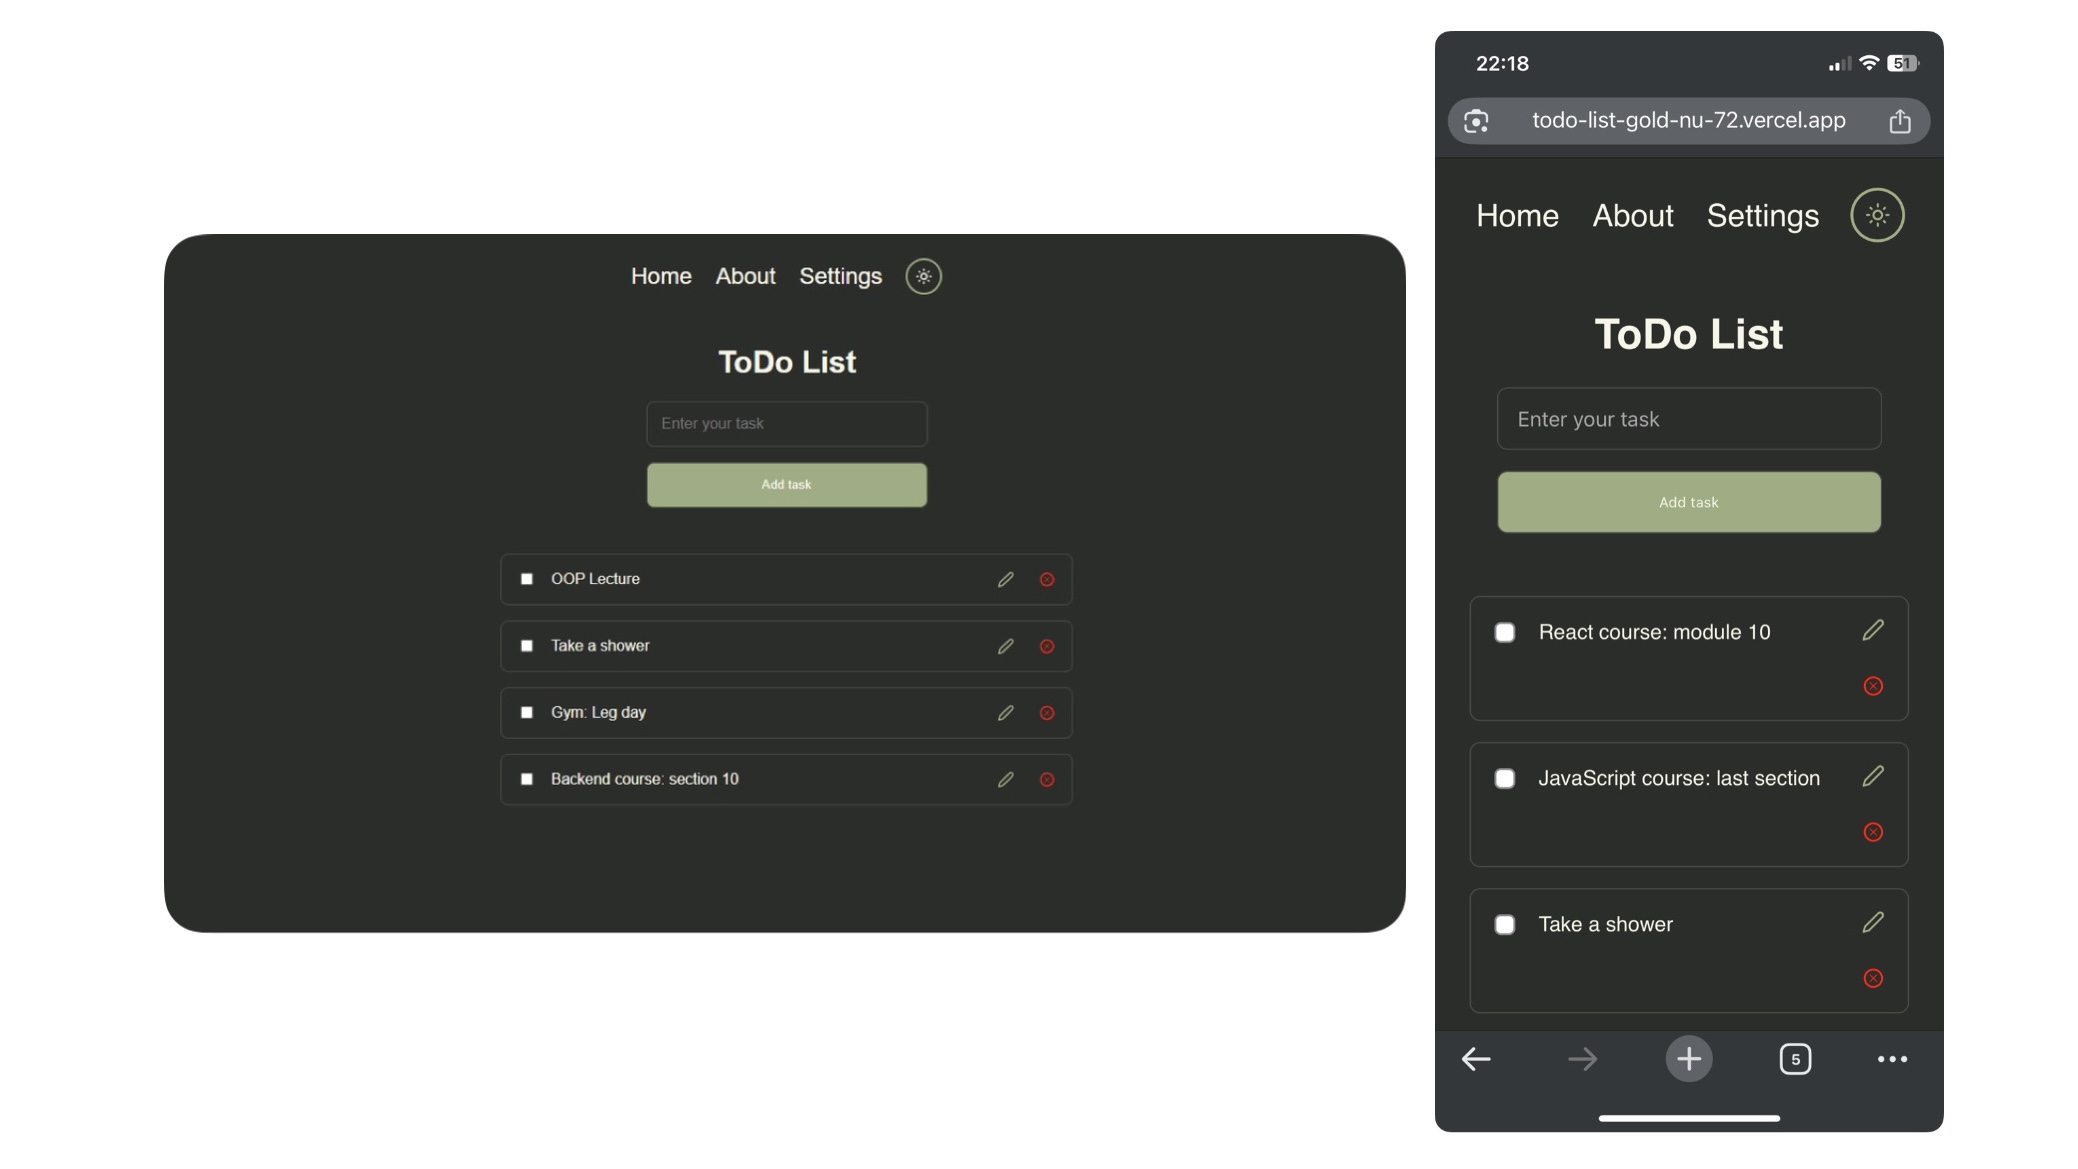 Home About Settings
ToDo List
Enter your task
Add task
OOP Lecture
Take a shower
Gym: Leg day
Backend course: section 10
22:18
51
todo-list-gold-nu-72.vercel.app
Home About Settings
ToDo List
Enter your task
Add task
React course: module 10
JavaScript course: last section
Take a shower
5